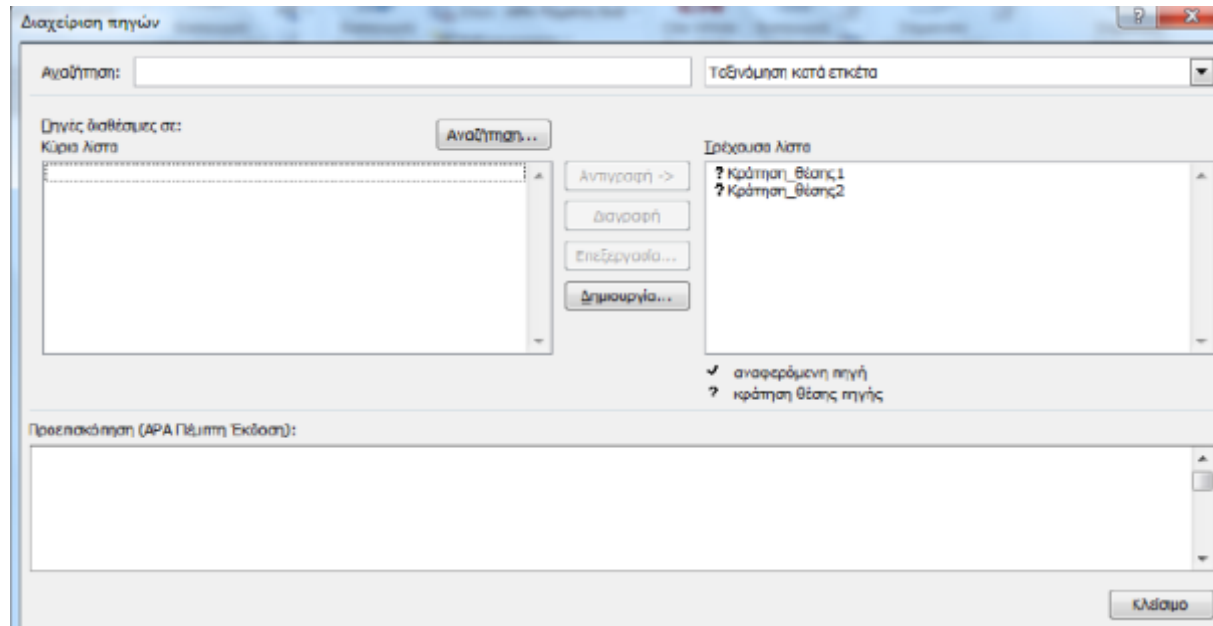 Διαχείριση πηγών
Αναζήτηση:
Ταξινόμηση κατά ετικέτα
Πηγές διαθέσιμες σε:
Κύρια λίστα
Αναζήτηση...
Τρέχουσα λίστα
Αντιγραφή ->
Διαγραφή
Επεξεργασία...
Δημιουργία...
? Κράτηση_θέσης1
? Κράτηση_θέσης2
✓ αναφερόμενη πηγή
? κράτηση θέσης πηγής
Προεπισκόπηση (APA Πέμπτη Έκδοση):
Κλείσιμο